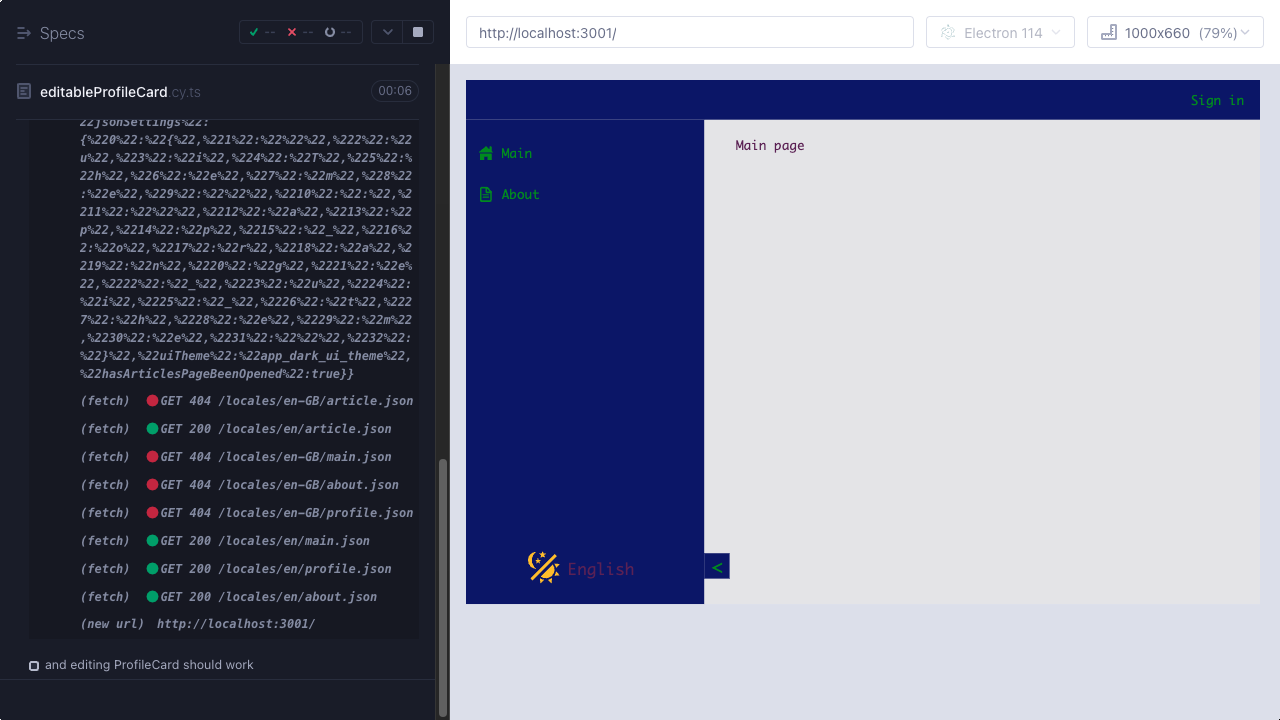 Specs
--
--
--
http://localhost:3001/
Electron 114
1000x660 (79%)
editableProfileCard.cy.ts
00:06
22jsonSettings%22:
{%220%22:%22{%22,%221%22:%22%22%22,%222%22:%22
u%22,%223%22:%22i%22,%224%22:%22T%22,%225%22:%
22h%22,%226%22:%22e%22,%227%22:%22m%22,%228%22
:%22e%22,%229%22:%22%22%22,%2210%22:%22:%22,%2
211%22:%22%22%22,%2212%22:%22a%22,%2213%22:%22
p%22,%2214%22:%22p%22,%2215%22:%22_%22,%2216%2
2:%22o%22,%2217%22:%22r%22,%2218%22:%22a%22,%2
219%22:%22n%22,%2220%22:%22g%22,%2221%22:%22e%
22,%2222%22:%22_%22,%2223%22:%22u%22,%2224%22:
%22i%22,%2225%22:%22_%22,%2226%22:%22t%22,%222
7%22:%22h%22,%2228%22:%22e%22,%2229%22:%22m%22
,%2230%22:%22e%22,%2231%22:%22%22%22,%2232%22:
%22}%22,%22uiTheme%22:%22app_dark_ui_theme%22,
%22hasArticlesPageBeenOpened%22:true}}
(fetch) GET 404 /locales/en-GB/article.json
(fetch) GET 200 /locales/en/article.json
(fetch) GET 404 /locales/en-GB/main.json
(fetch) GET 404 /locales/en-GB/about.json
(fetch) GET 404 /locales/en-GB/profile.json
(fetch) GET 200 /locales/en/main.json
(fetch) GET 200 /locales/en/profile.json
(fetch) GET 200 /locales/en/about.json
(new url) http://localhost:3001/
and editing ProfileCard should work
Sign in
Main
About
Main page
English
<